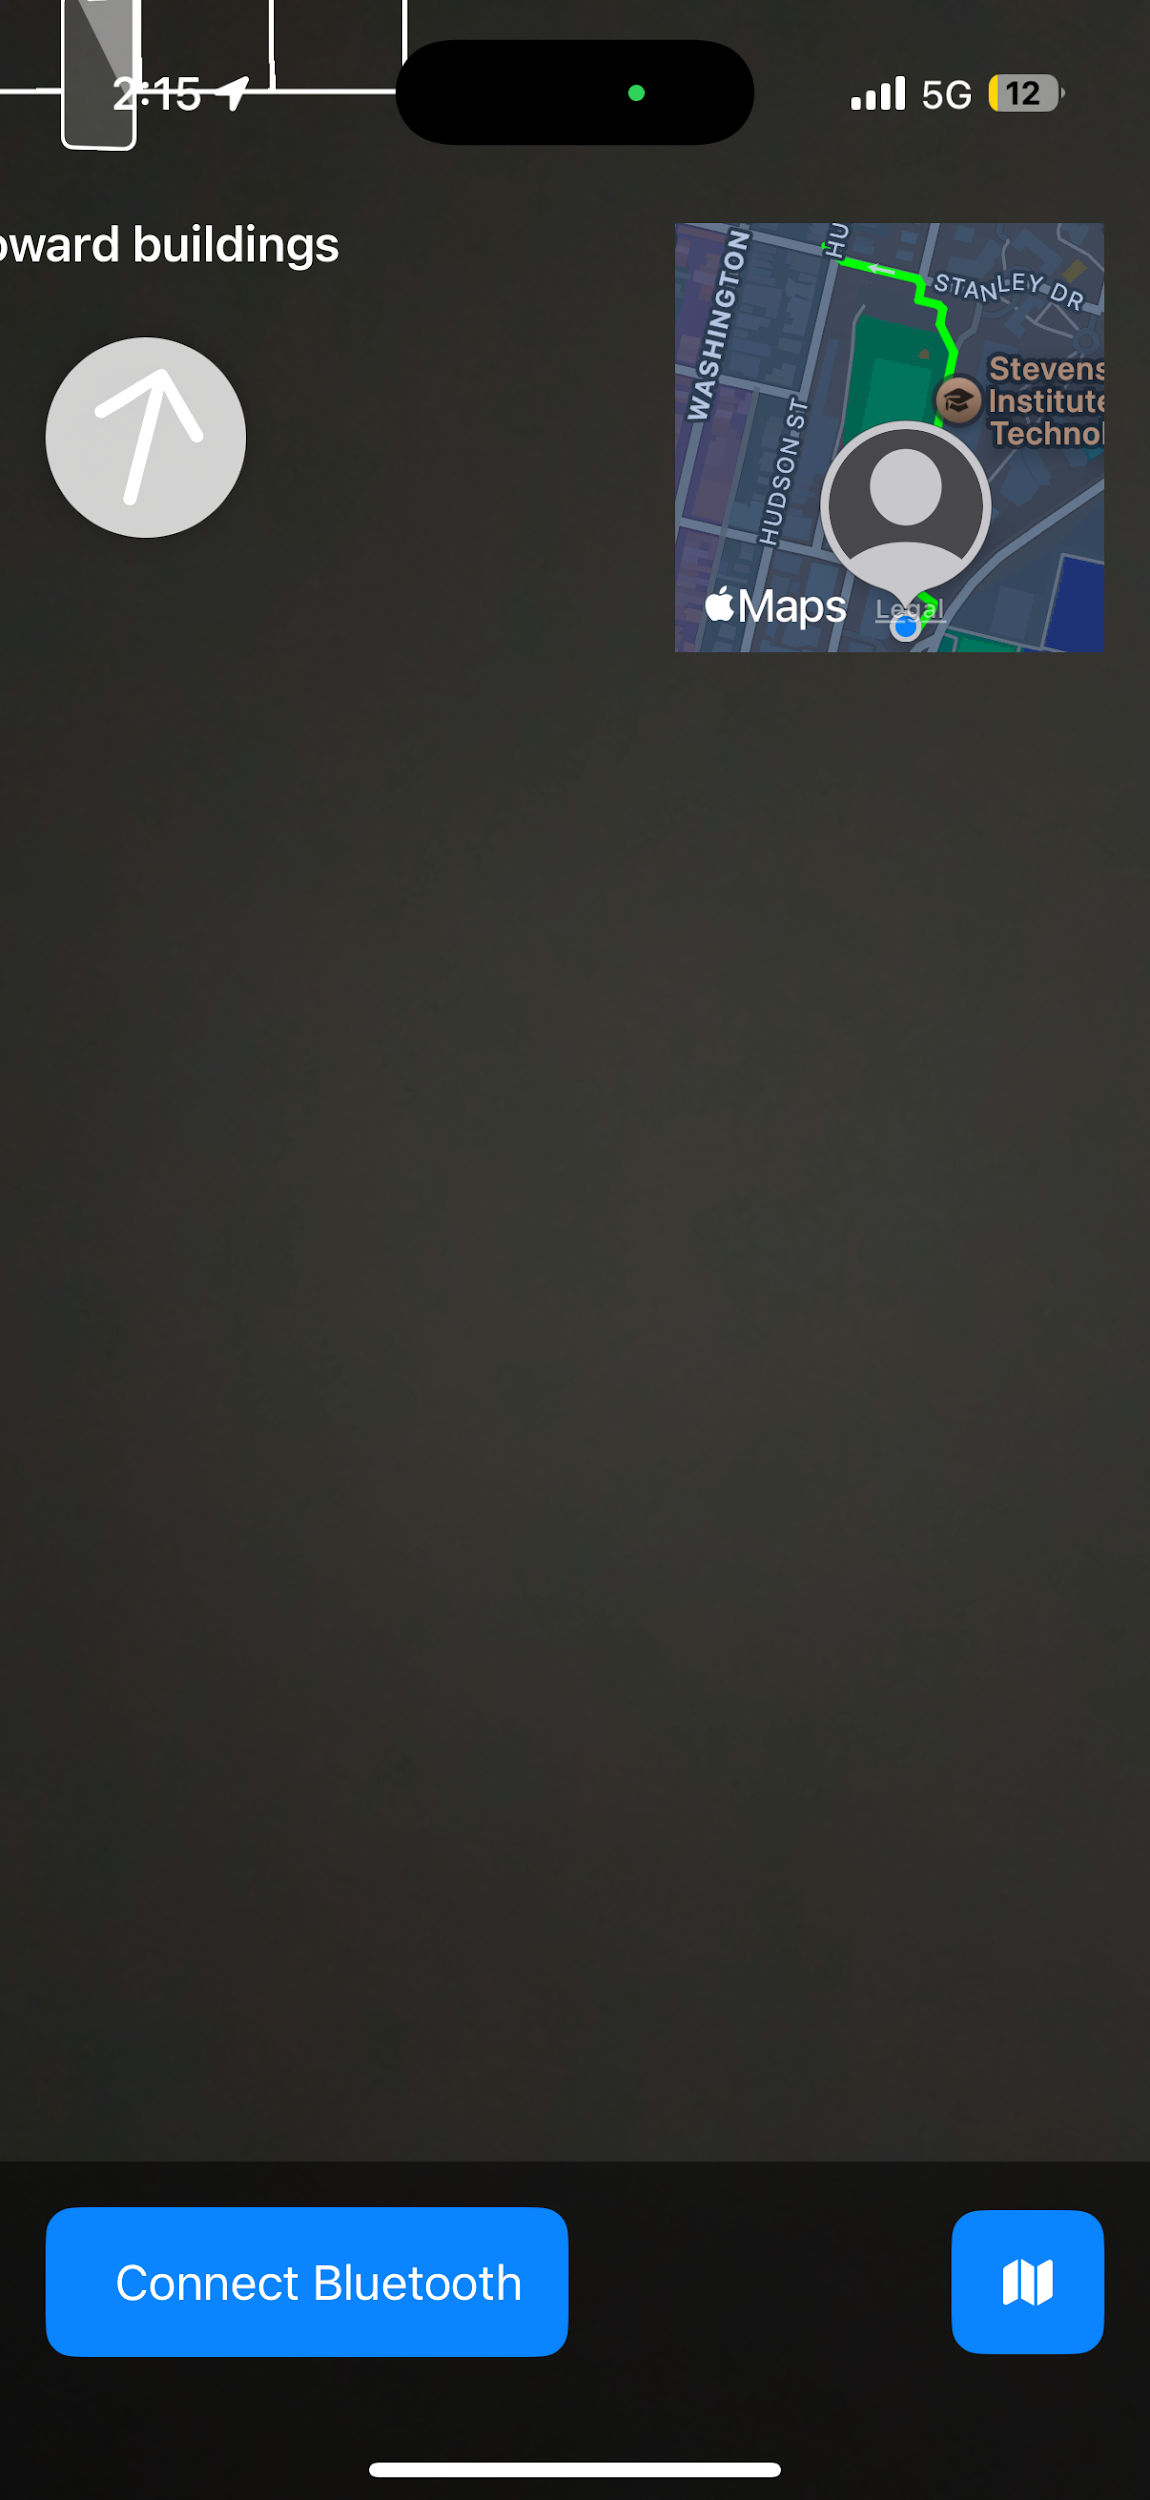 2:15
5G
12
oward buildings
HU
WASHINGTON
STANLEY DR
Stevens
Institute
Technol
HUDSON ST
Maps
Legal
Connect Bluetooth